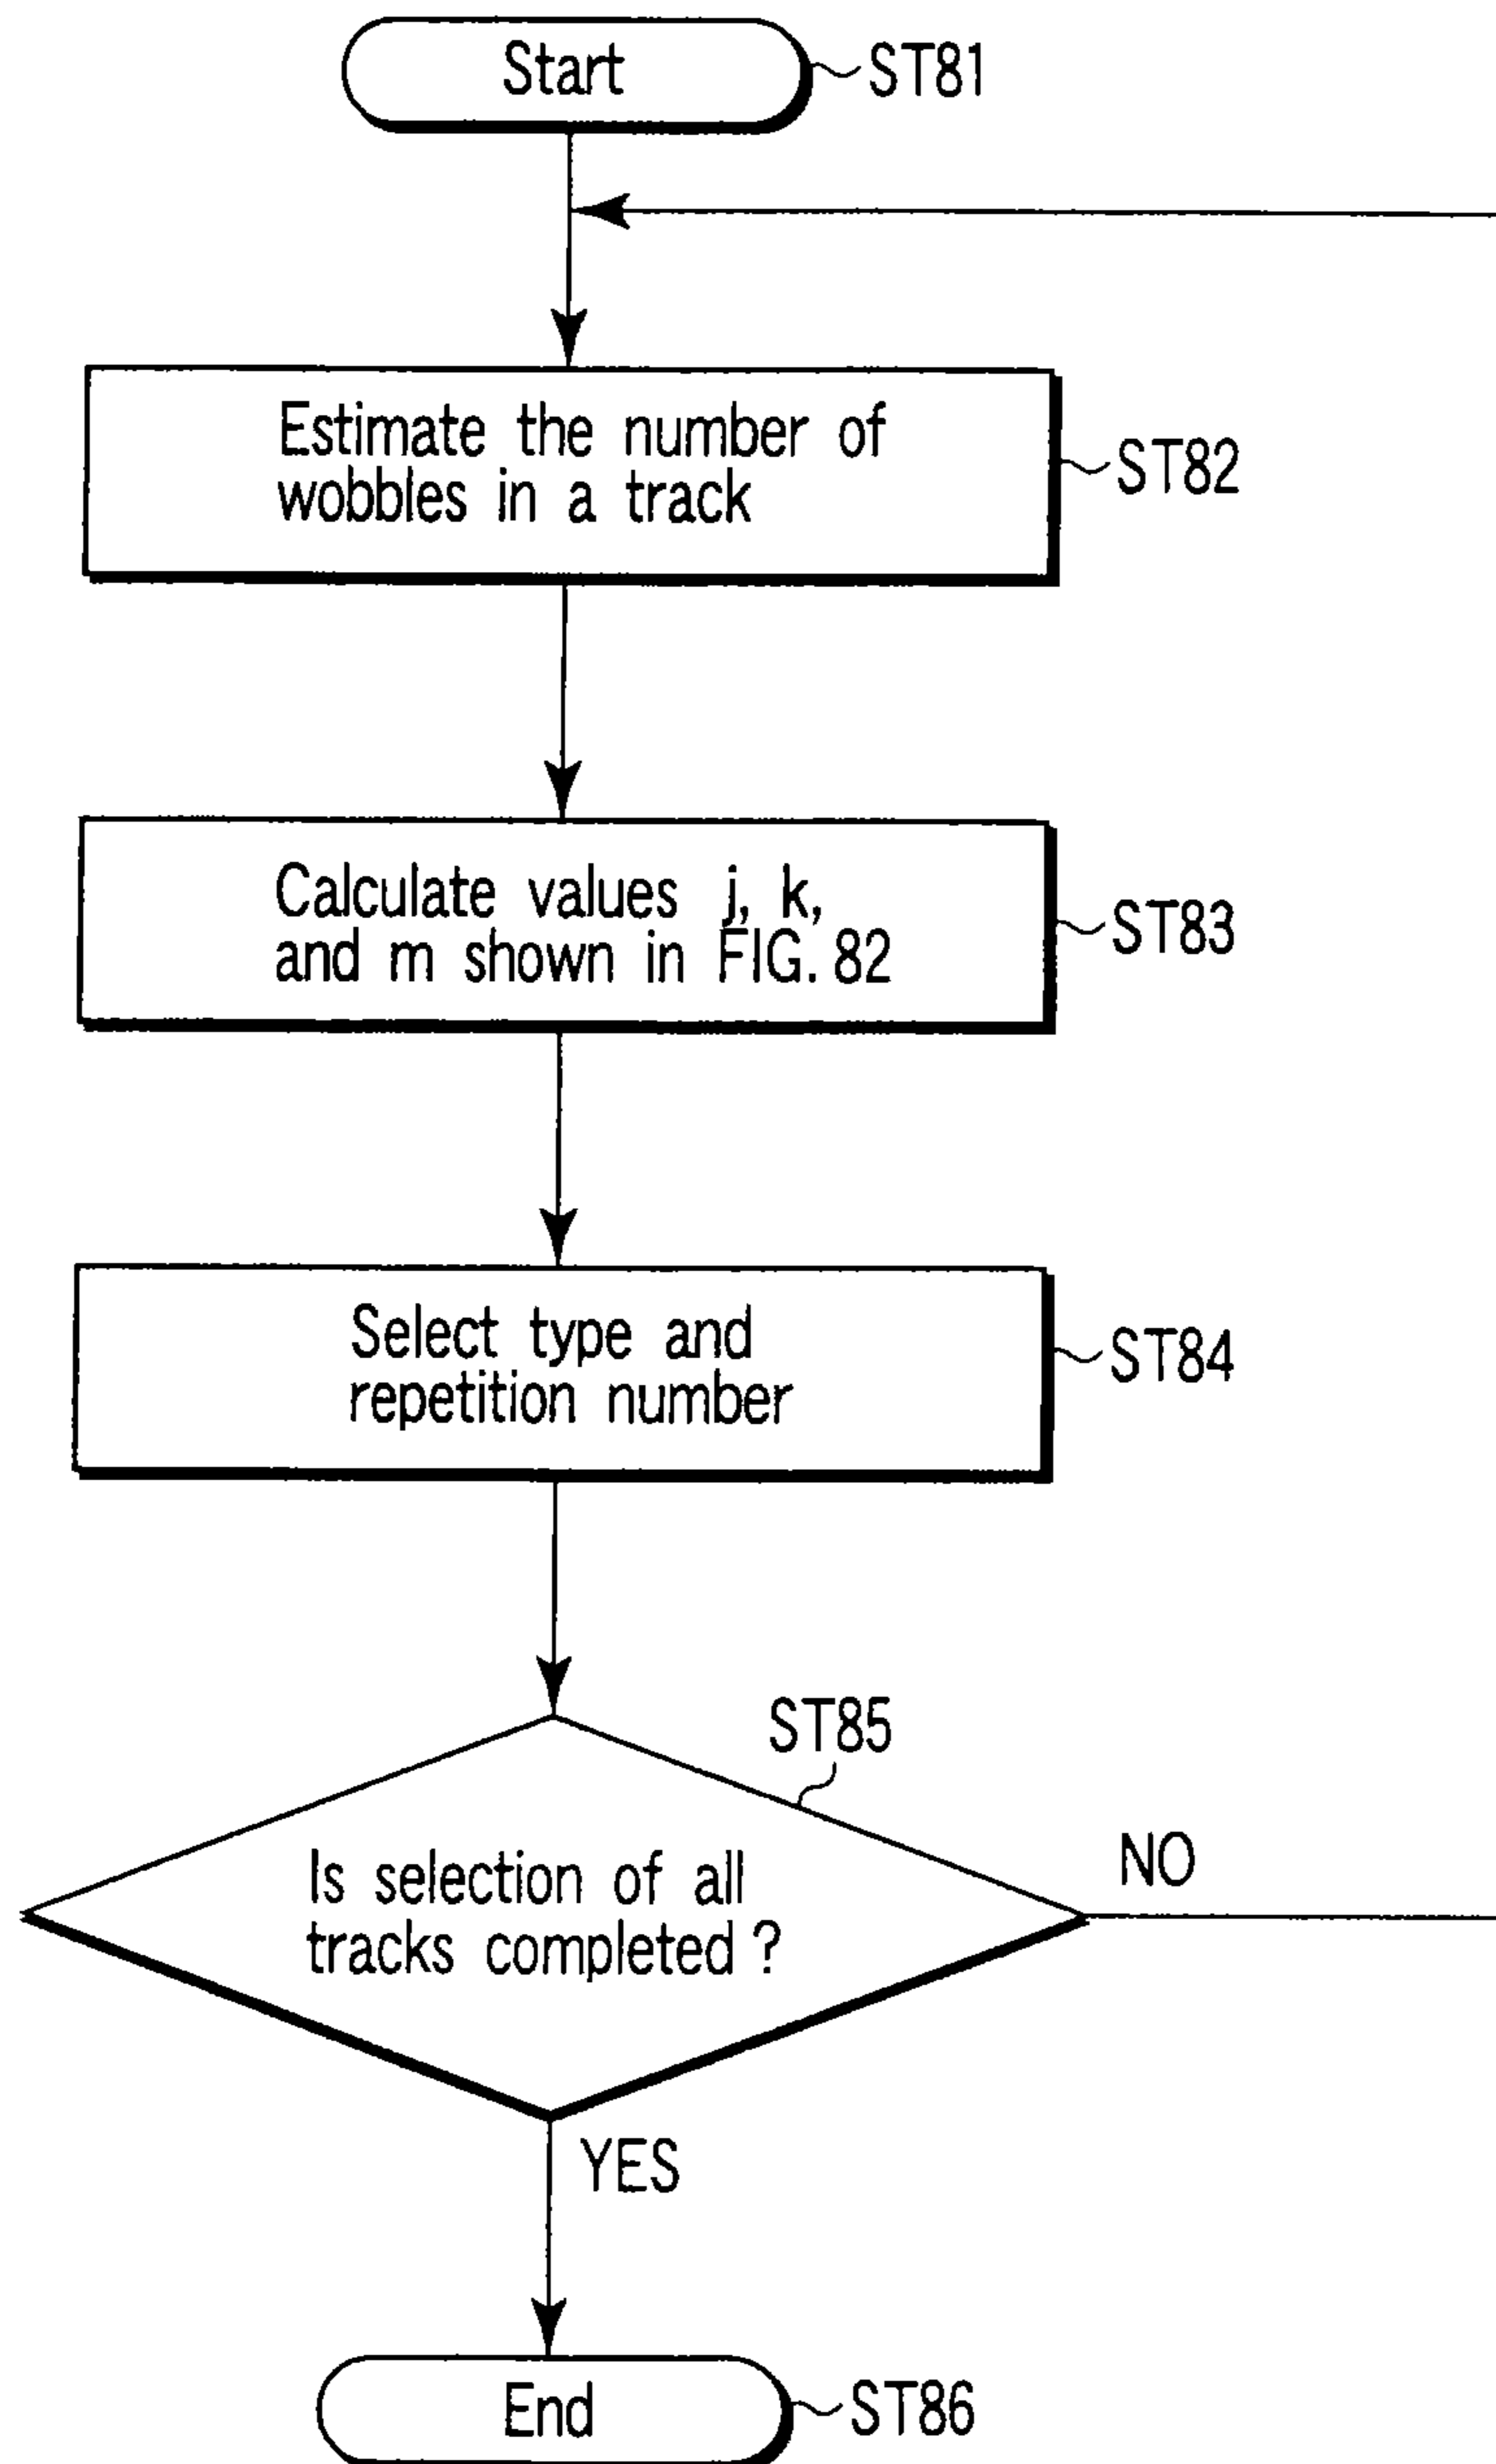 Start
ST81
Estimate the number of
wobbles in a track
ST82
Calculate values j, k,
and m shown in FIG. 82
ST83
Select type and
repetition number
ST84
ST85
Is selection of all
tracks completed ?
NO
YES
End
ST86